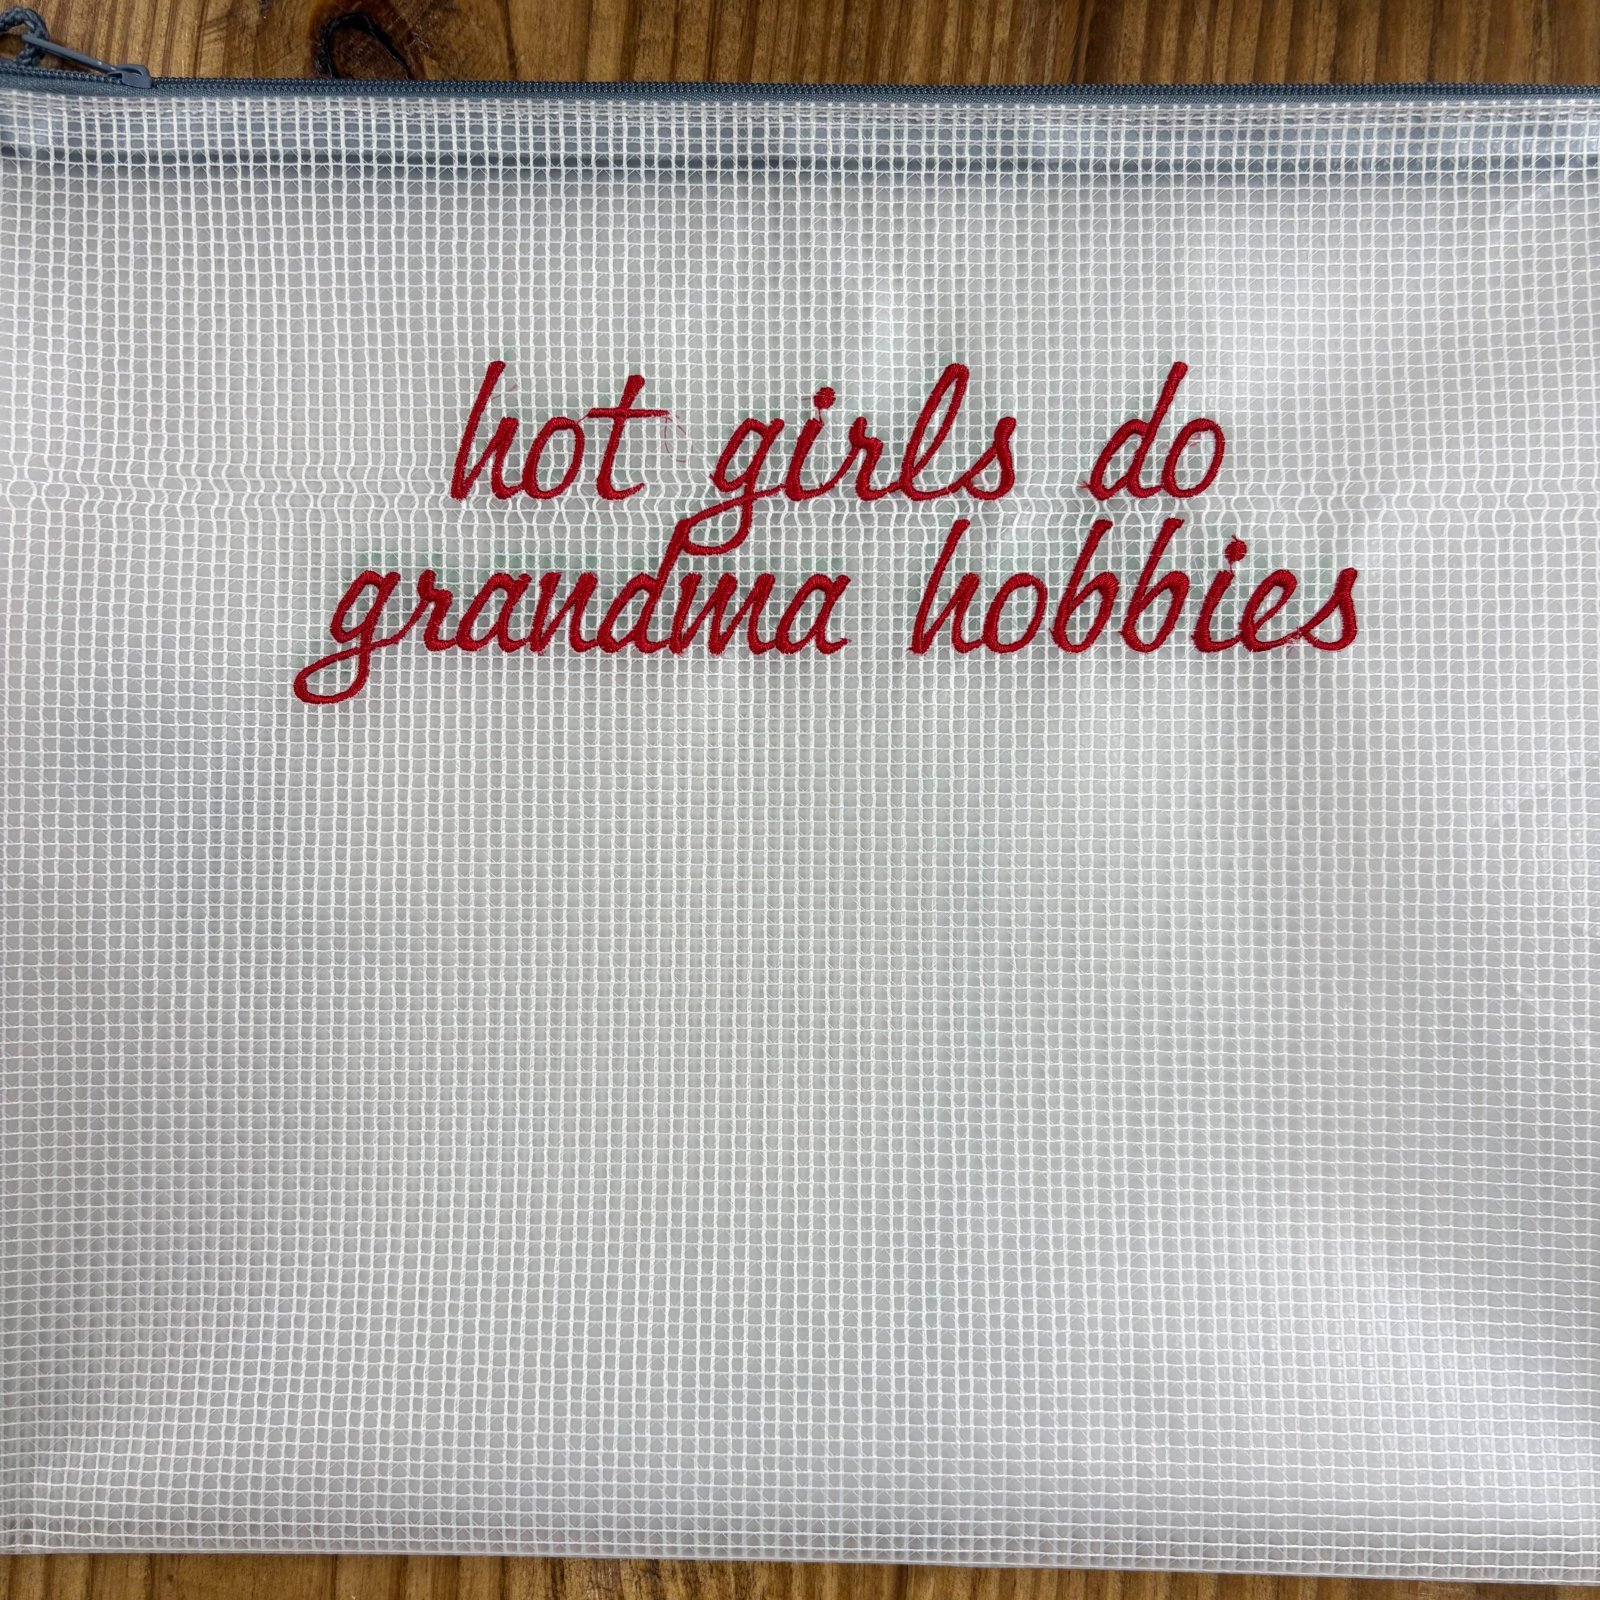 hot girls do
grandma hobbies